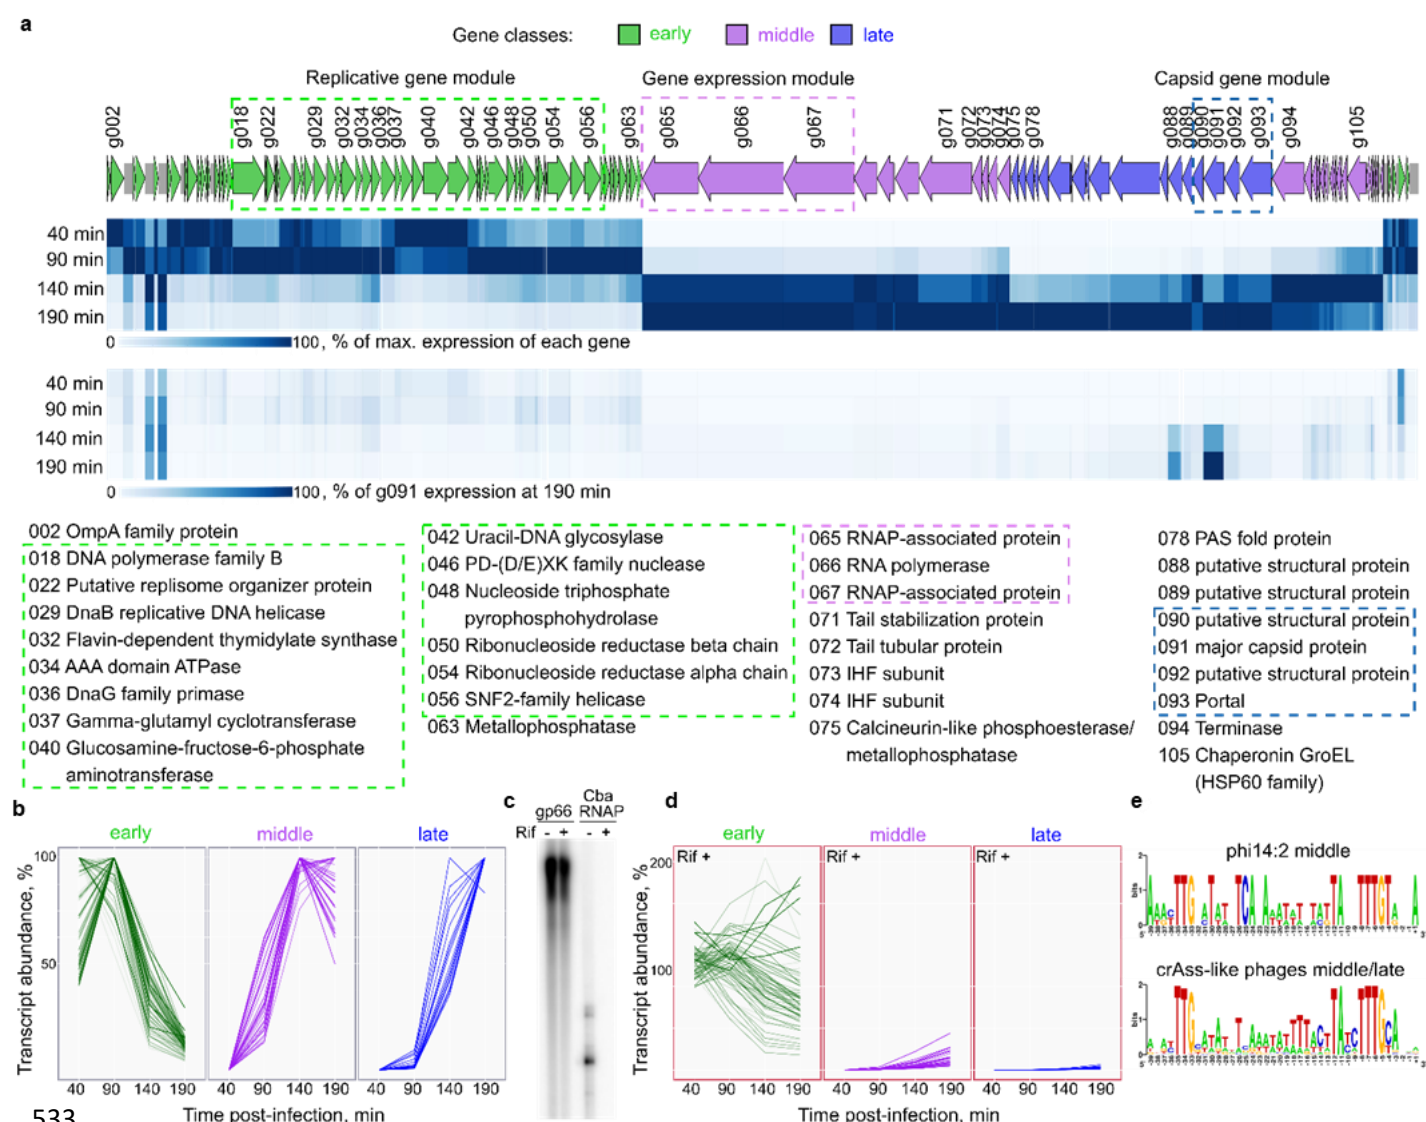 a
Gene classes: early middle late
Replicative gene module Gene expression module Capsid gene module
g002 g018 g022 g029 g032 g034 g036 g037 g040 g042 g046 g048 g050 g054 g056 g063 g065 g066 g067 g071 g072 g073 g074 g075 g078 g088 g089 g090 g091 g092 g093 g094 g105
40 min
90 min
140 min
190 min
0 100, % of max. expression of each gene
40 min
90 min
140 min
190 min
0 100, % of g091 expression at 190 min
002 OmpA family protein
018 DNA polymerase family B
022 Putative replisome organizer protein
029 DnaB replicative DNA helicase
032 Flavin-dependent thymidylate synthase
034 AAA domain ATPase
036 DnaG family primase
037 Gamma-glutamyl cyclotransferase
040 Glucosamine-fructose-6-phosphate
aminotransferase
042 Uracil-DNA glycosylase
046 PD-(D/E)XK family nuclease
048 Nucleoside triphosphate
pyrophosphohydrolase
050 Ribonucleoside reductase beta chain
054 Ribonucleoside reductase alpha chain
056 SNF2-family helicase
063 Metallophosphatase
065 RNAP-associated protein
066 RNA polymerase
067 RNAP-associated protein
071 Tail stabilization protein
072 Tail tubular protein
073 IHF subunit
074 IHF subunit
075 Calcineurin-like phosphoesterase/
metallophosphatase
078 PAS fold protein
088 putative structural protein
089 putative structural protein
090 putative structural protein
091 major capsid protein
092 putative structural protein
093 Portal
094 Terminase
105 Chaperonin GroEL
(HSP60 family)
b
early middle late
Transcript abundance, %
100
50
40 90 140 190 40 90 140 190 40 90 140 190
Time post-infection, min
c
Cba
gp66 RNAP
Rif - + - +
d
early middle late
Rif + Rif + Rif +
Transcript abundance, %
200
100
40 90 140 190 40 90 140 190 40 90 140 190
Time post-infection, min
e
phi14:2 middle
bits
2
1
crAss-like phages middle/late
bits
2
1
0
533